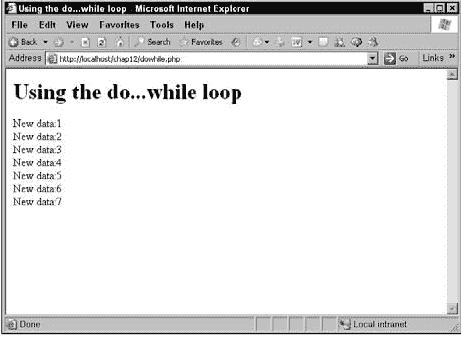 Using the do...while loop - Microsoft Internet Explorer
File Edit View Favorites Tools Help
Back Search Favorites
Address http://localhost/chap12/dowhile.php Go Links »
Using the do...while loop
New data:1
New data:2
New data:3
New data:4
New data:5
New data:6
New data:7
Done Local intranet